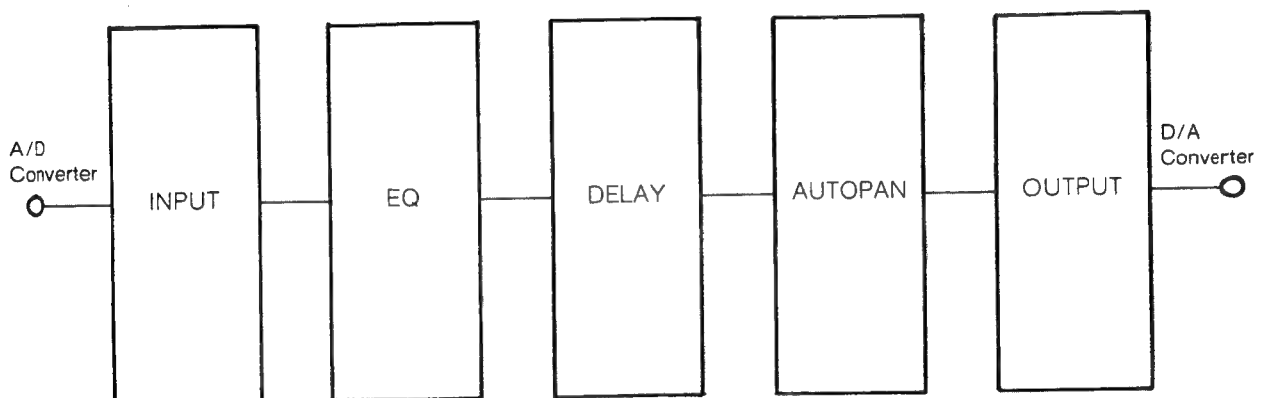 A/D
Converter
INPUT
EQ
DELAY
AUTOPAN
OUTPUT
D/A
Converter